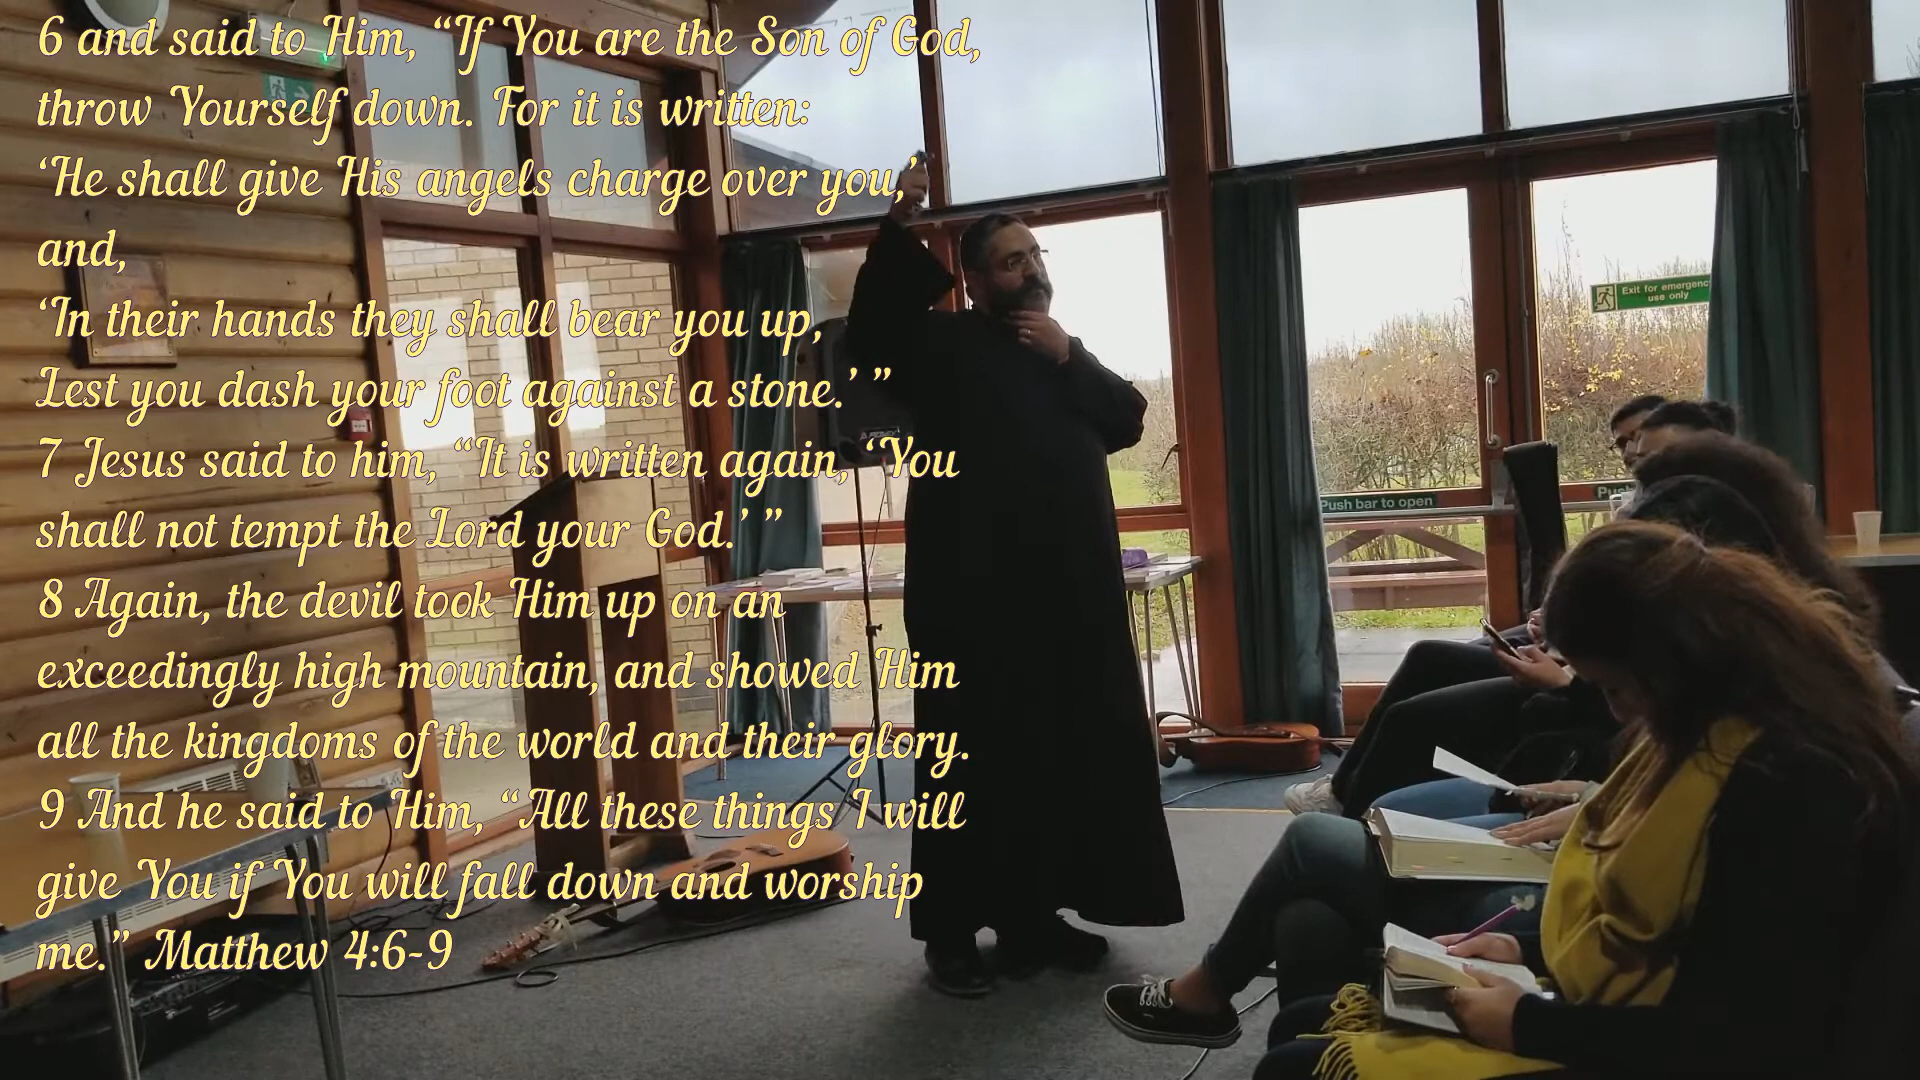 6 and said to Him, “If You are the Son of God,
throw Yourself down. For it is written:
‘He shall give His angels charge over you,’
and,
‘In their hands they shall bear you up,
Lest you dash your foot against a stone.’ ”
7 Jesus said to him, “It is written again, ‘You
shall not tempt the Lord your God.’ ”
8 Again, the devil took Him up on an
exceedingly high mountain, and showed Him
all the kingdoms of the world and their glory.
9 And he said to Him, “All these things I will
give You if You will fall down and worship
me.” Matthew 4:6-9
Exit for emergency
use only
Push bar to open
Push
PEAVEY